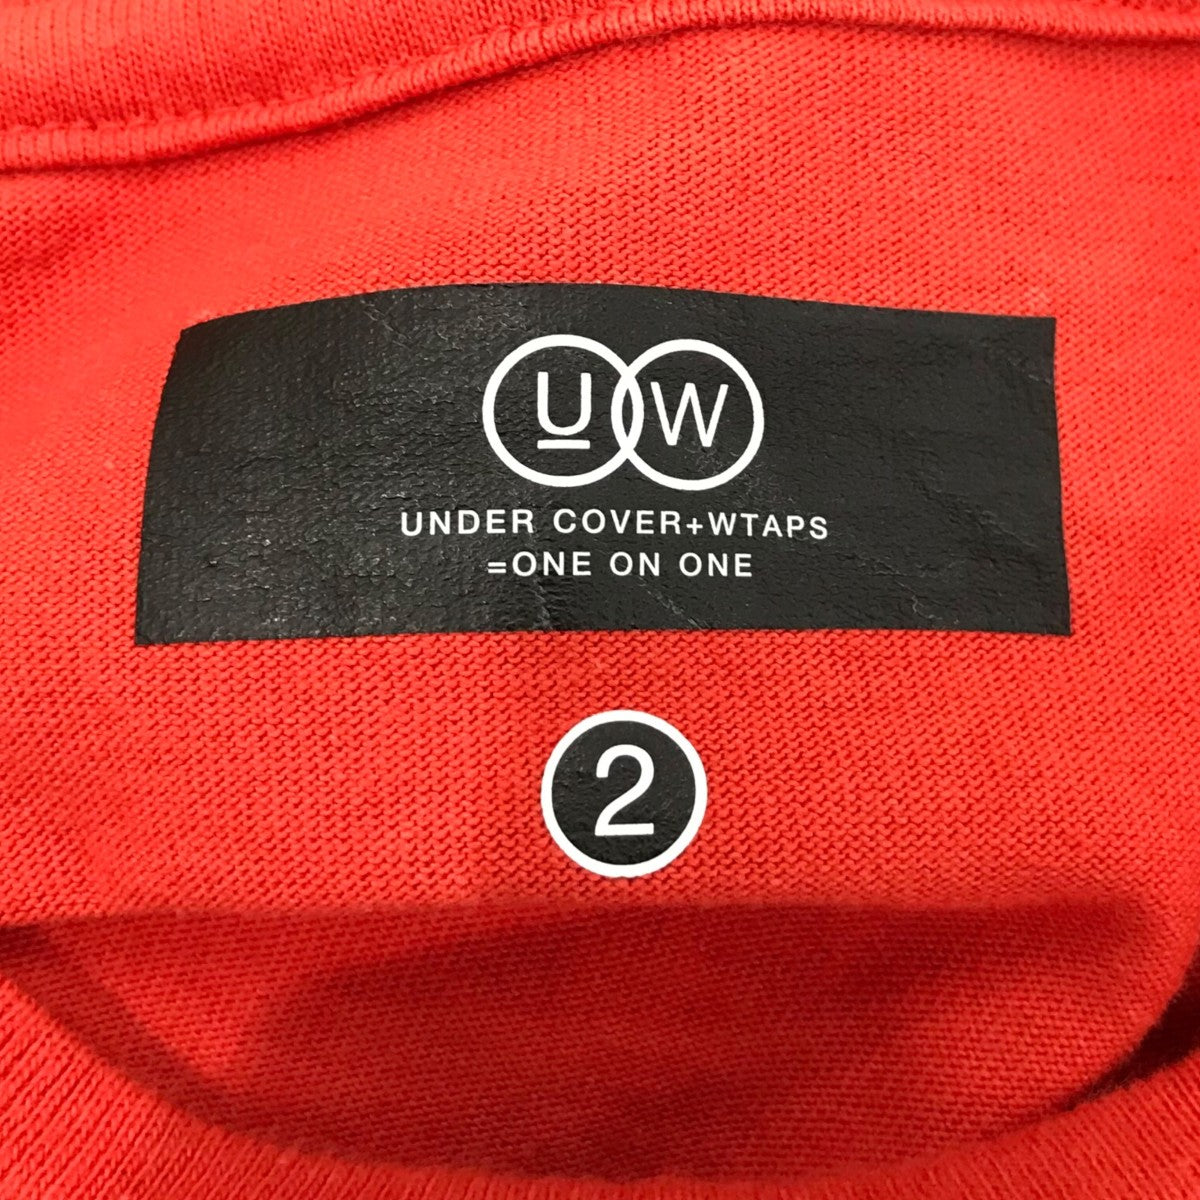 U W
UNDER COVER+WTAPS
=ONE ON ONE
2